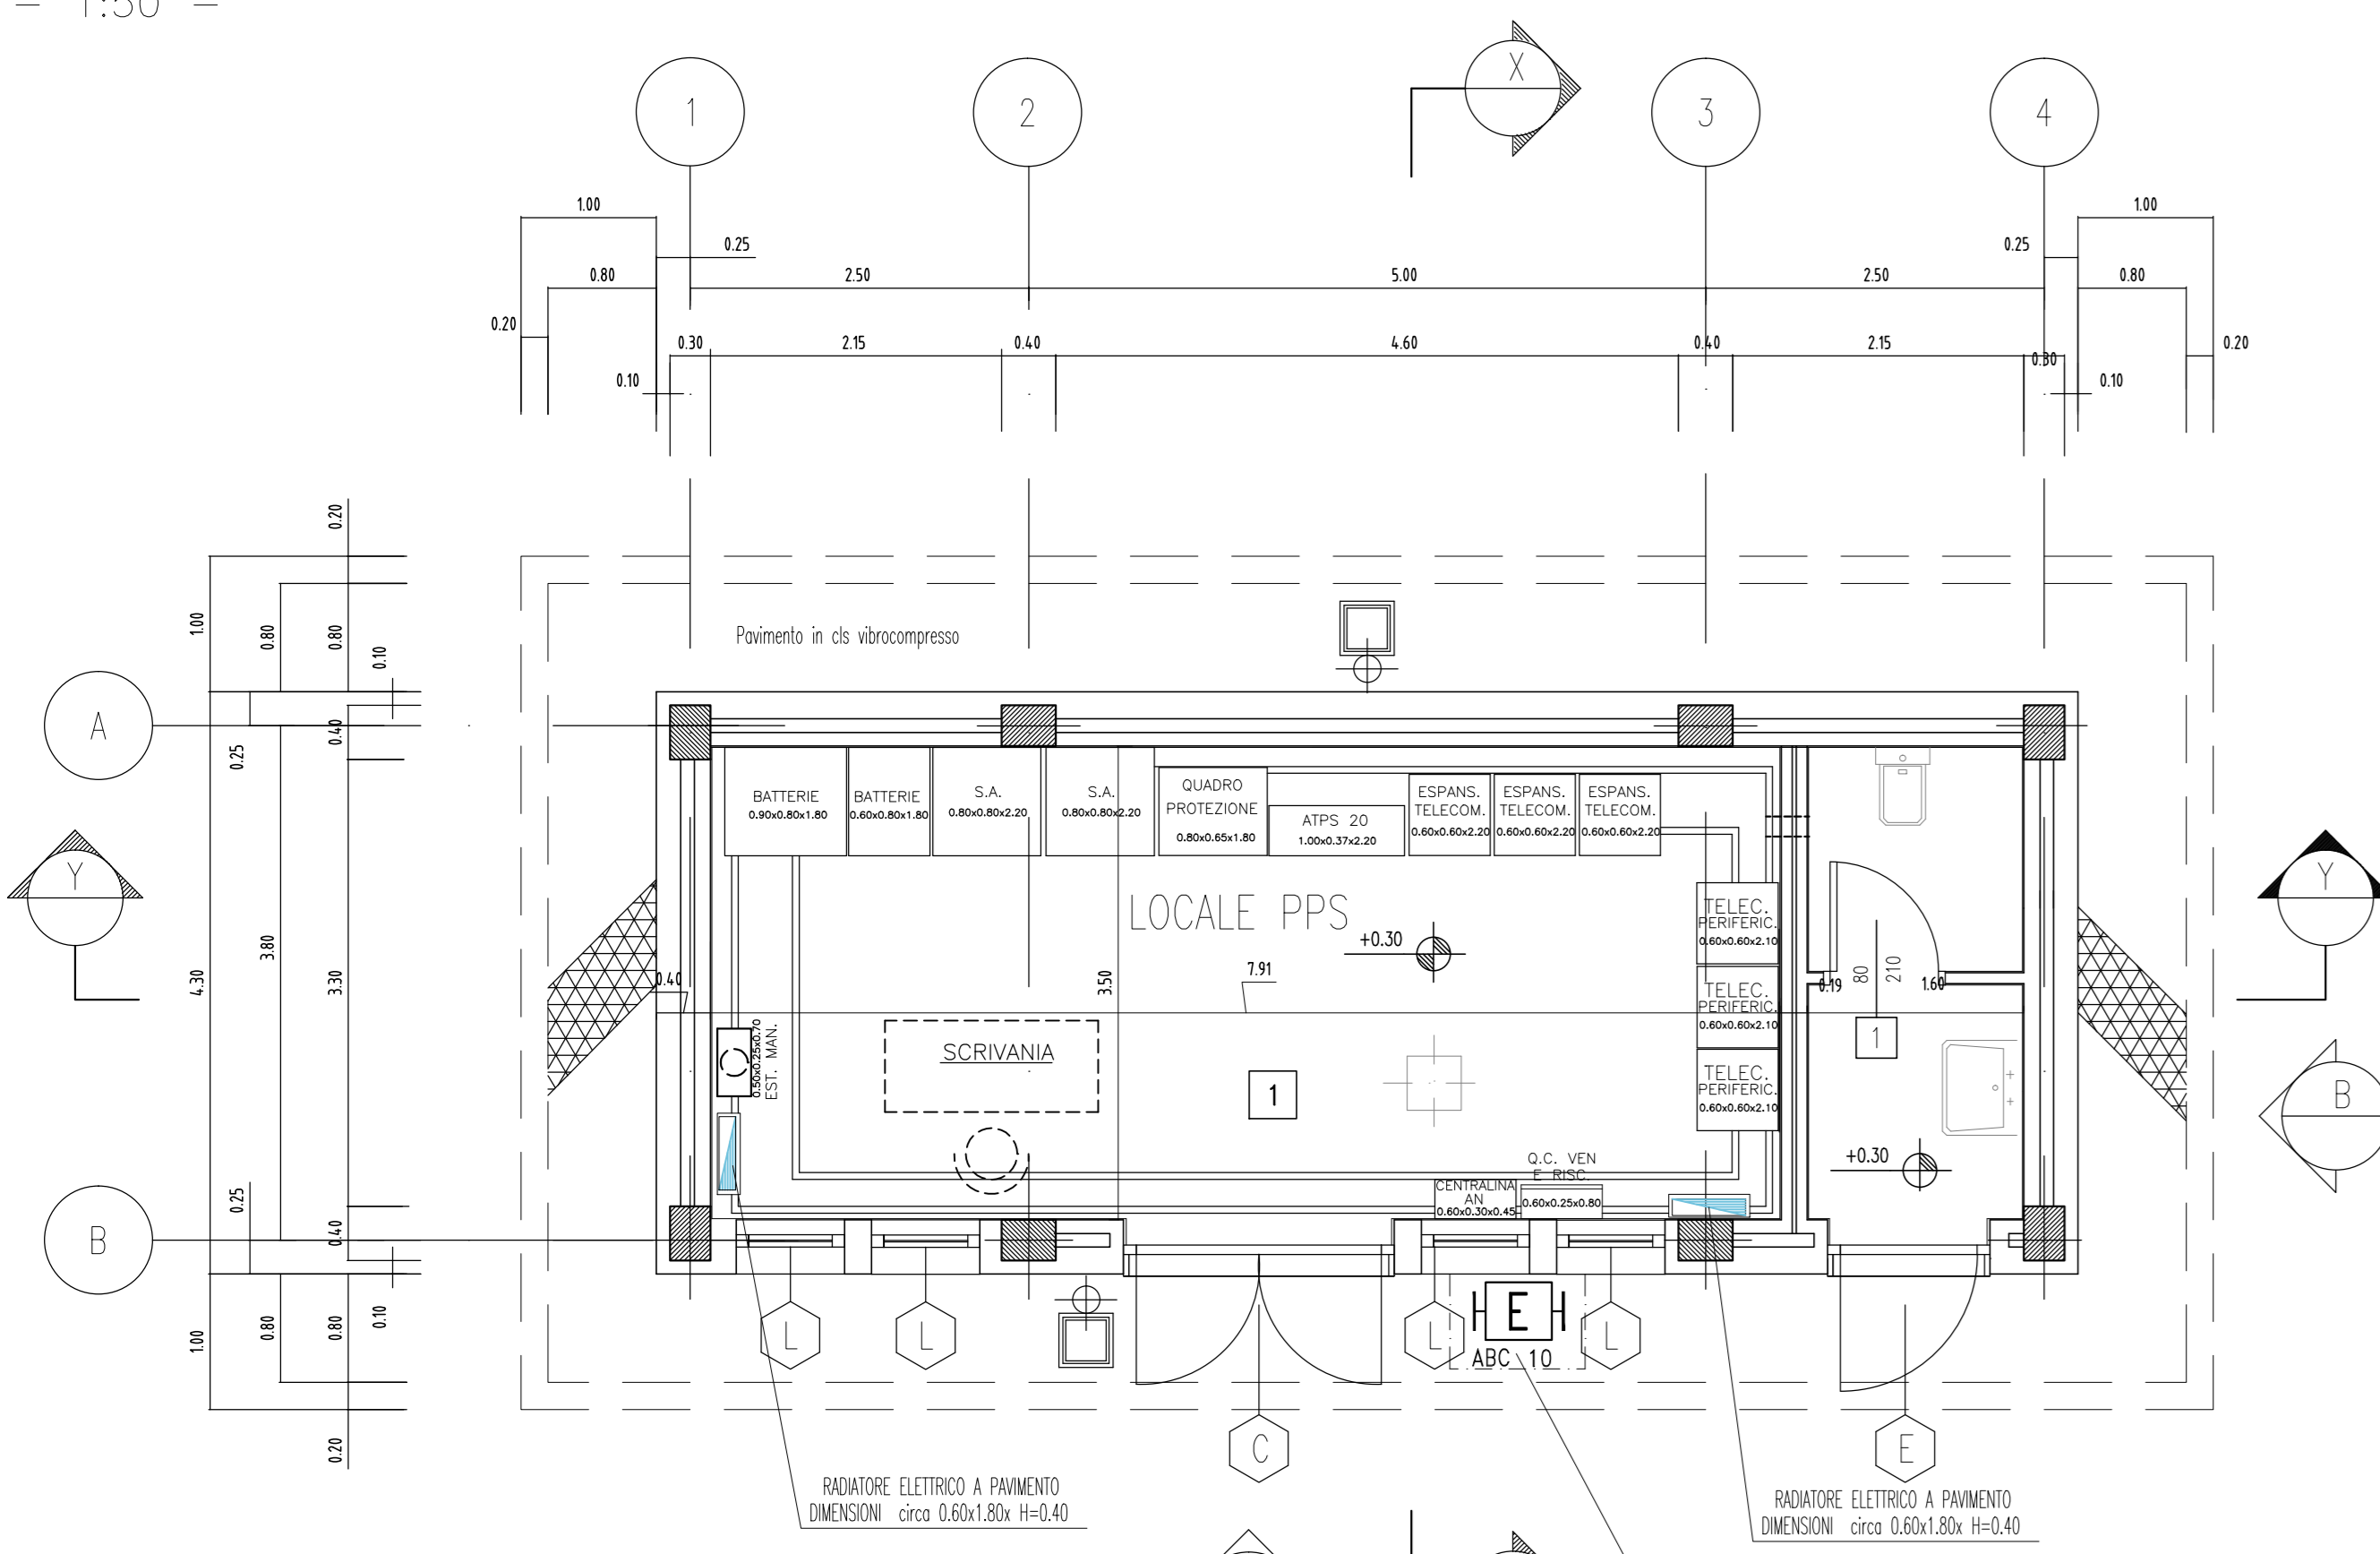 - 1:50 -
X
1
2
3
4
1.00
1.00
0.25
0.25
0.80
2.50
5.00
2.50
0.80
0.20
0.30
2.15
0.40
4.60
0.40
2.15
0.30
0.20
0.10
0.10
0.20
1.00
0.80
0.80
0.10
Pavimento in cls vibrocompresso
A
0.25
0.40
BATTERIE
0.90x0.80x1.80
BATTERIE
0.60x0.80x1.80
S.A.
0.80x0.80x2.20
S.A.
0.80x0.80x2.20
QUADRO
PROTEZIONE
0.80x0.65x1.80
ATPS 20
1.00x0.37x2.20
ESPANS.
TELECOM.
0.60x0.60x2.20
ESPANS.
TELECOM.
0.60x0.60x2.20
ESPANS.
TELECOM.
0.60x0.60x2.20
Y
Y
LOCALE PPS
+0.30
TELEC.
PERIFERIC.
0.60x0.60x2.10
4.30
3.80
3.30
0.40
3.50
7.91
TELEC.
PERIFERIC.
0.60x0.60x2.10
0.19
80
210
1.60
1
EST. MAN.
0.50x0.25x0.70
SCRIVANIA
1
TELEC.
PERIFERIC.
0.60x0.60x2.10
B
+0.30
Q.C. VEN
E RISC.
0.60x0.25x0.80
CENTRALINA
AN
0.60x0.30x0.45
B
0.25
0.40
0.10
1.00
0.80
0.80
0.20
L
L
L
E
L
ABC 10
C
E
RADIATORE ELETTRICO A PAVIMENTO
DIMENSIONI circa 0.60x1.80x H=0.40
RADIATORE ELETTRICO A PAVIMENTO
DIMENSIONI circa 0.60x1.80x H=0.40